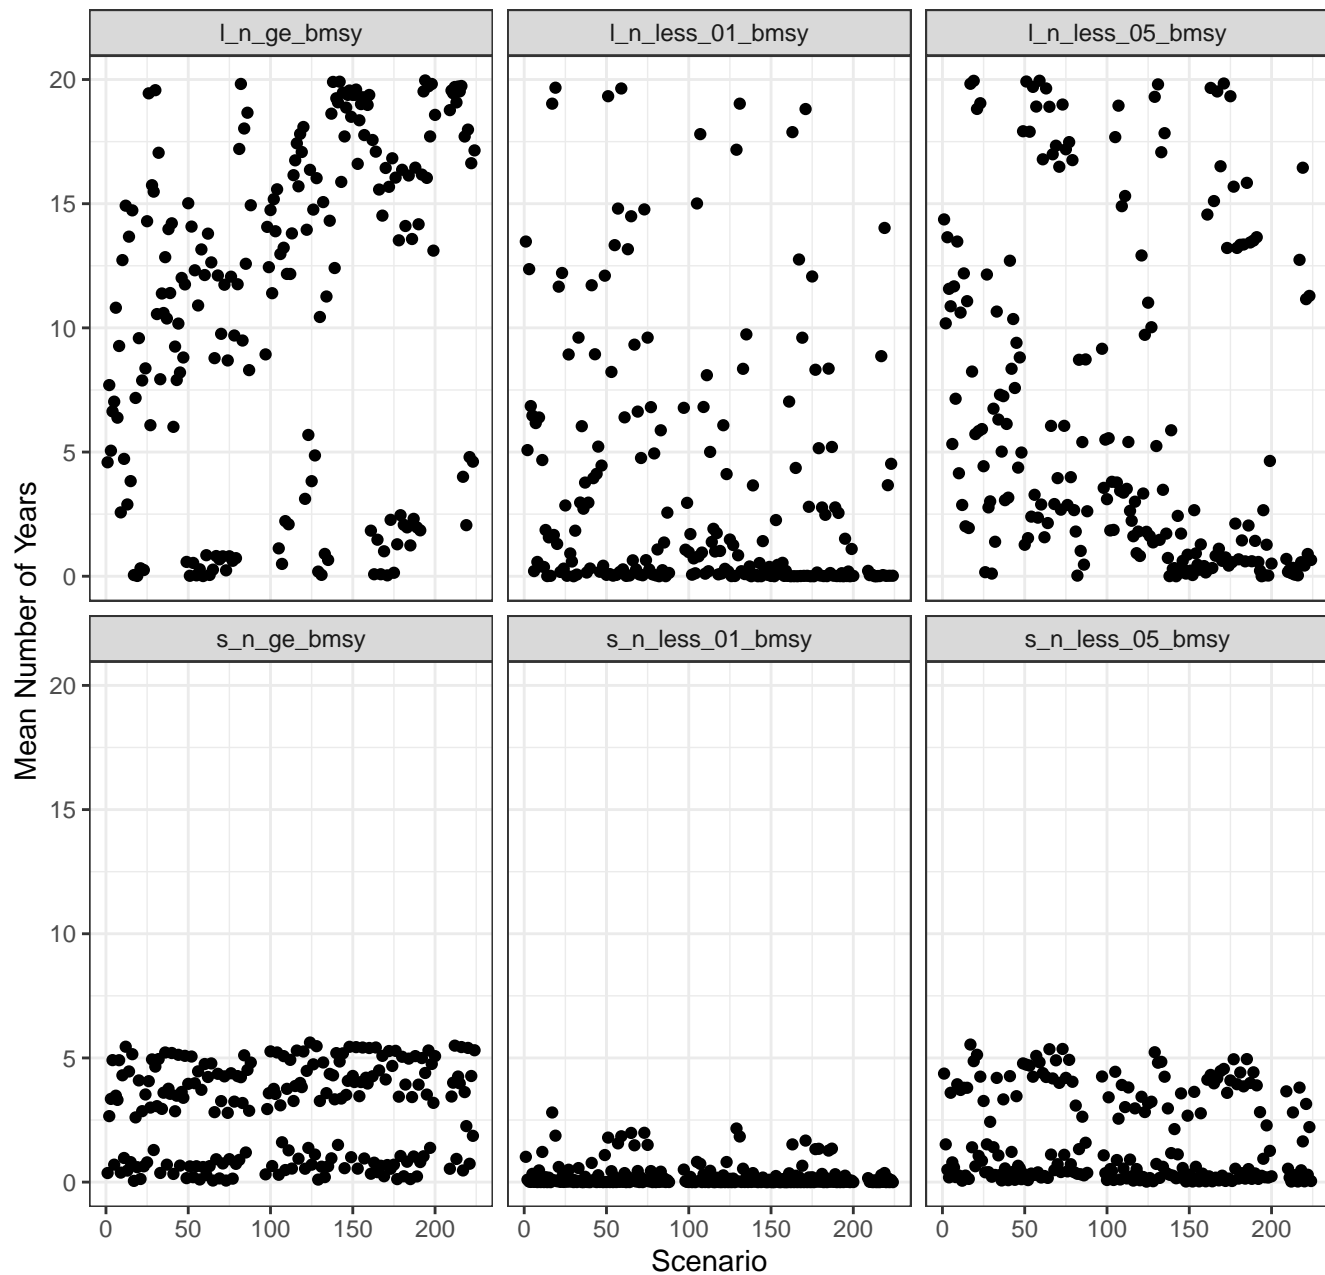 l_n_ge_bmsy
l_n_less_01_bmsy
l_n_less_05_bmsy
20
15
10
5
0
s_n_ge_bmsy
s_n_less_01_bmsy
s_n_less_05_bmsy
20
15
10
5
0
0 50 100 150 200
0 50 100 150 200
0 50 100 150 200
Mean Number of Years
Scenario